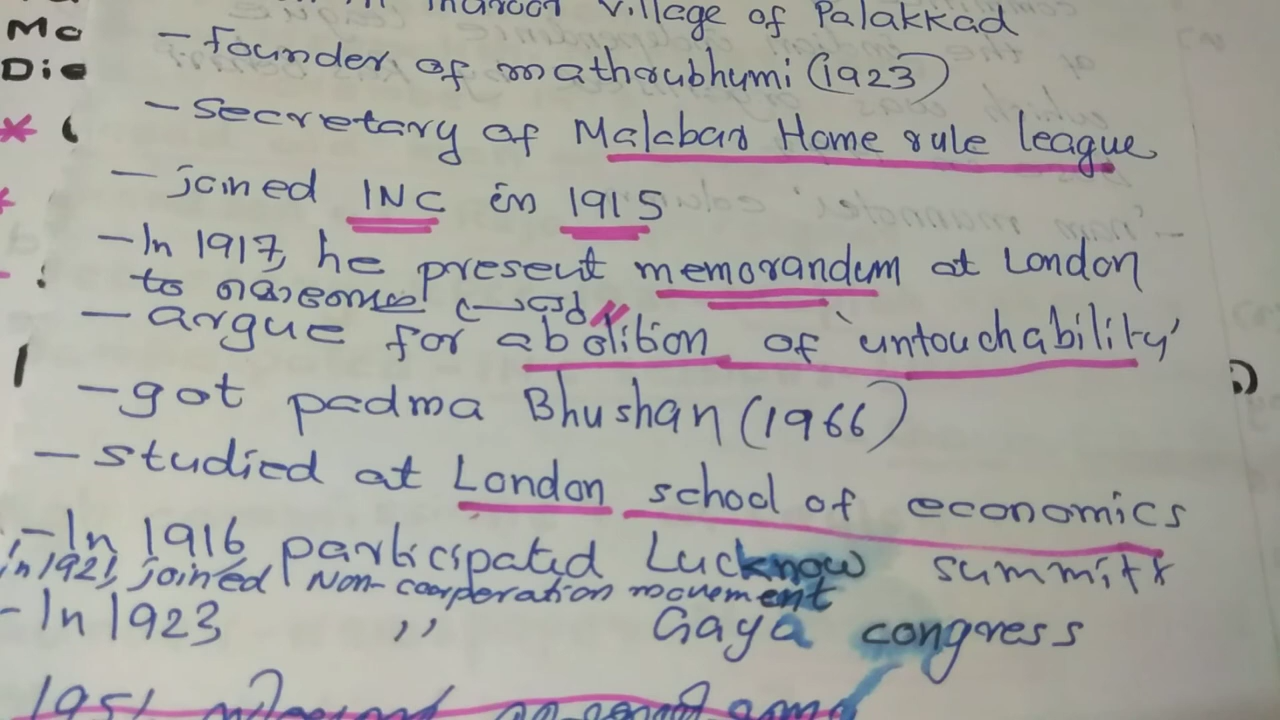 village of Palakkad
- founder of mathrubhumi (1923)
- secretary of Malabar Home rule league
- joined INC in 1915
- In 1917, he present memorandum at London
to
- argue for abolition of 'untouchability'
- got padma Bhushan (1966)
- studied at London school of economics
- In 1916 participated Lucknow summit
in 1921, joined Non-cooperation movement
- In 1923 ,, Gaya congress
1951